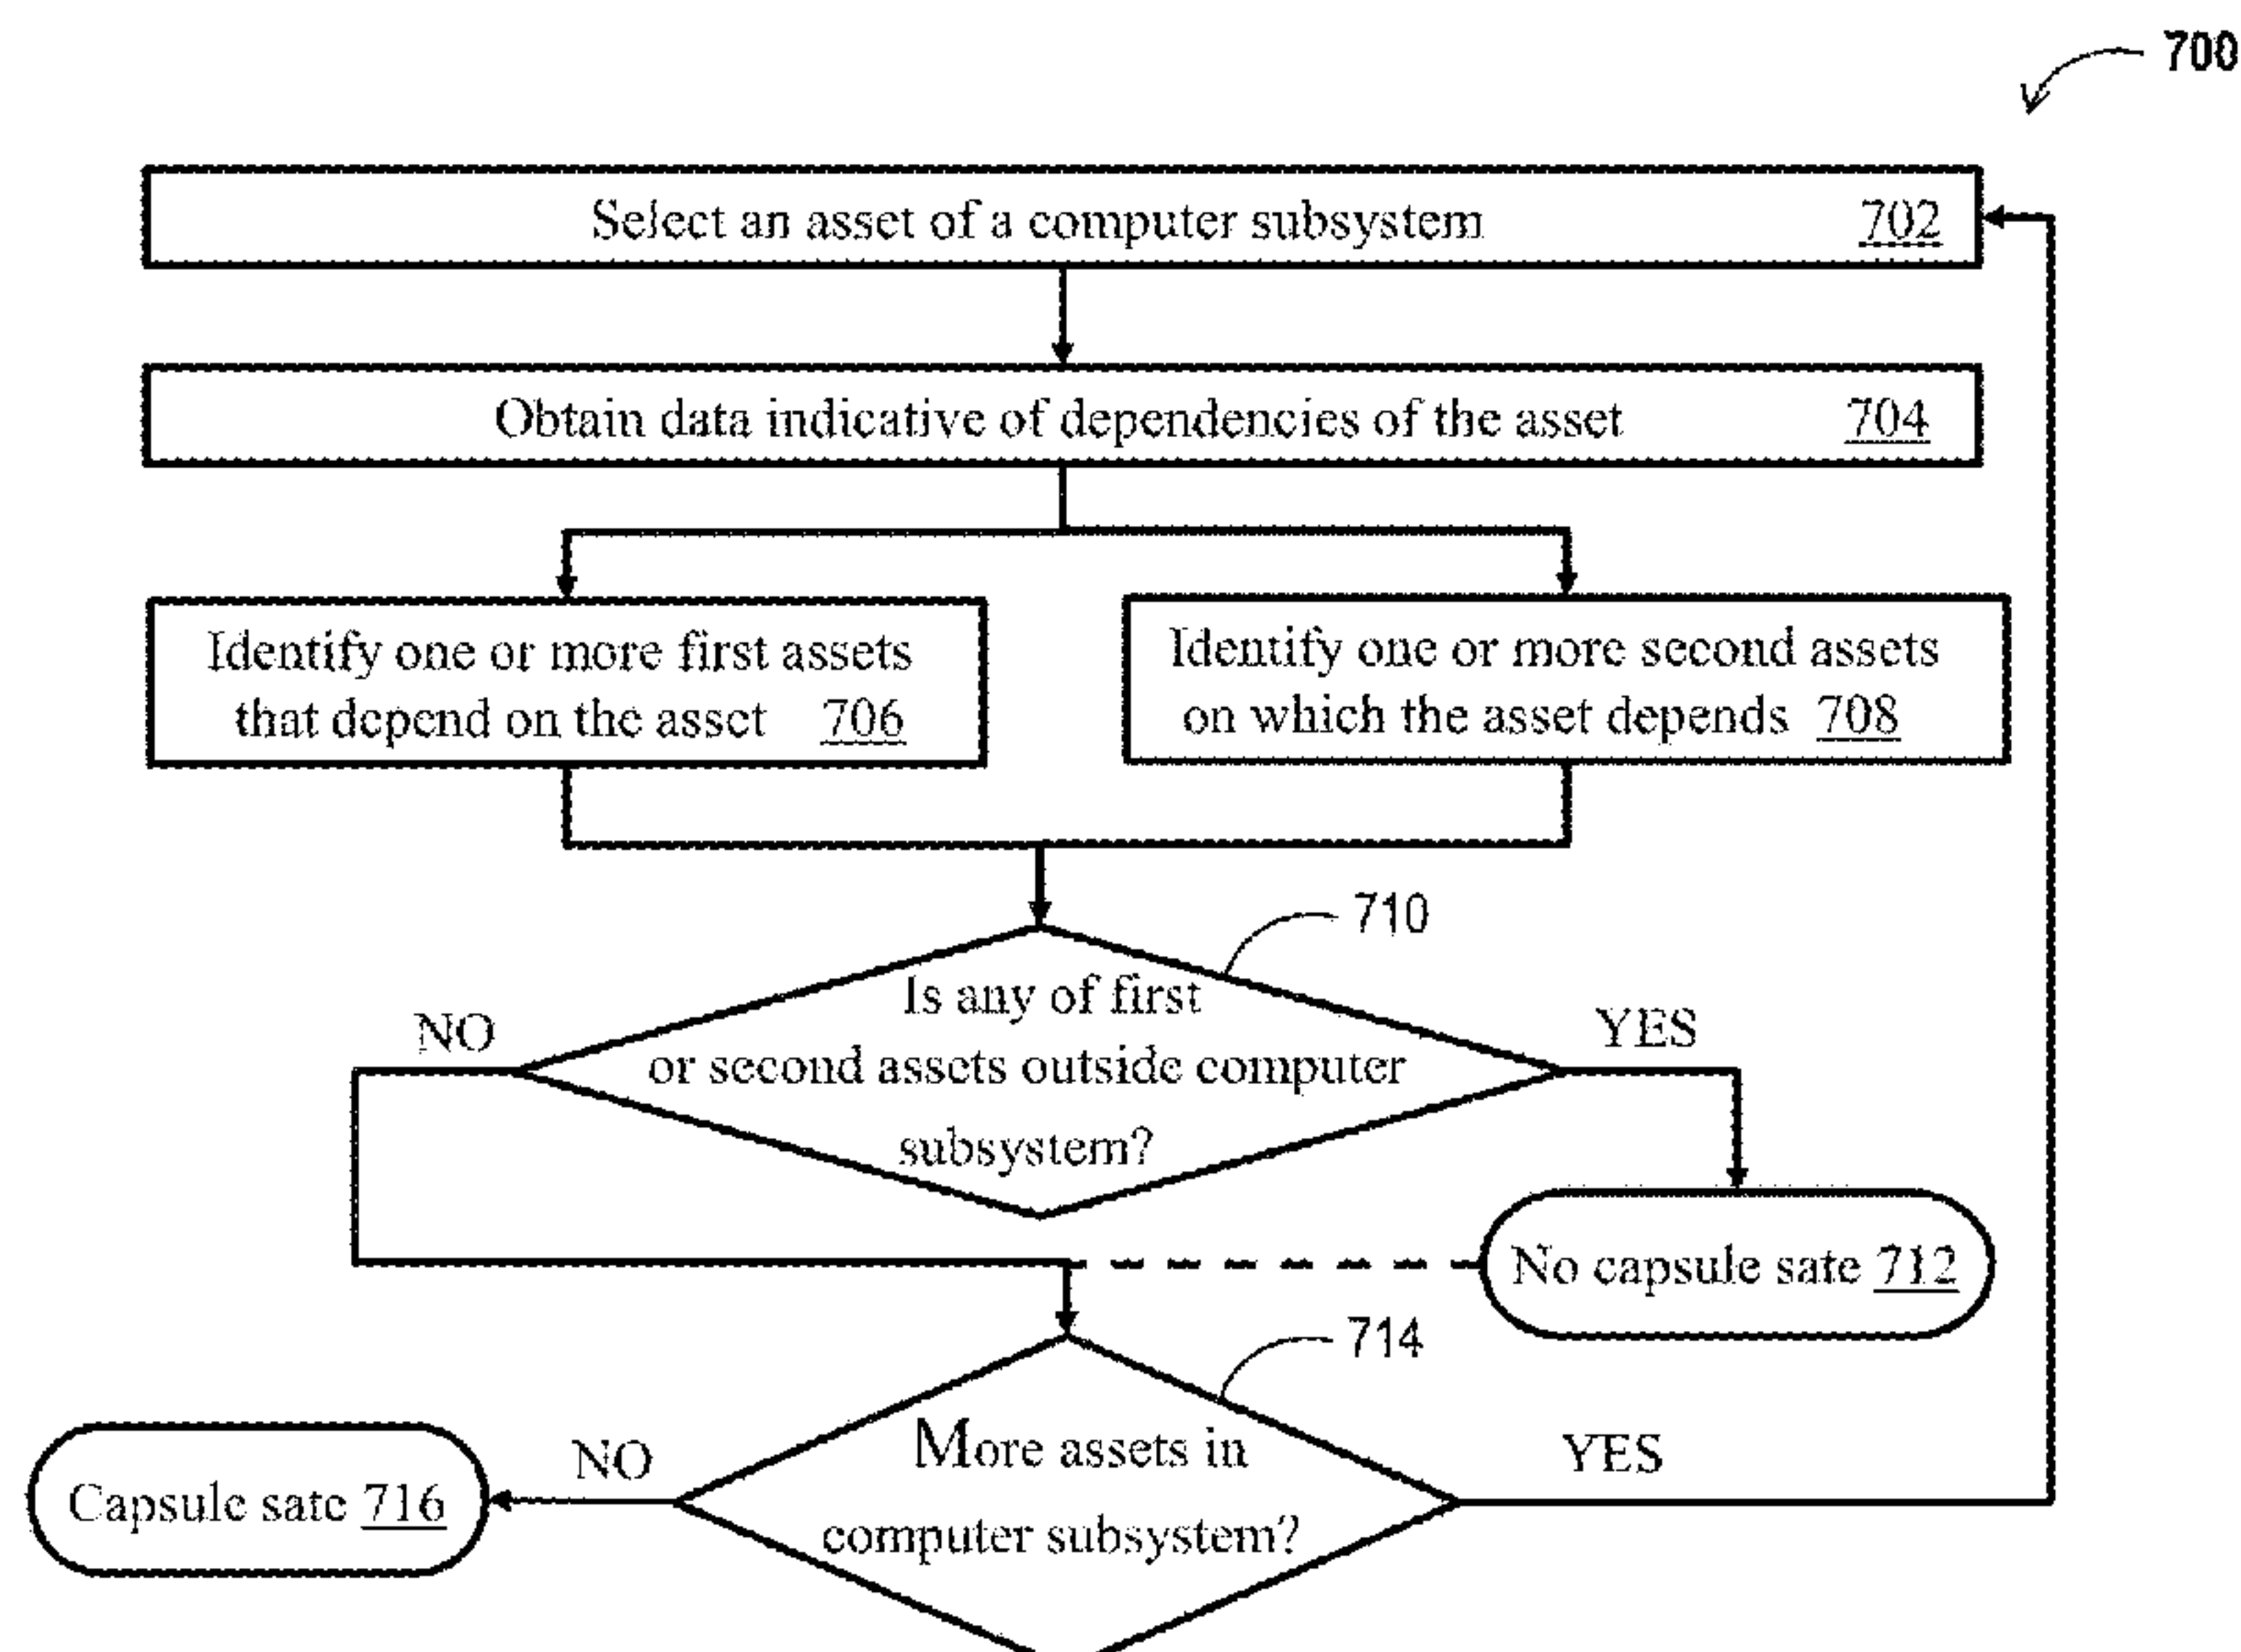 700
Select an asset of a computer subsystem 702
Obtain data indicative of dependencies of the asset 704
Identify one or more first assets
that depend on the asset 706
Identify one or more second assets
on which the asset depends 708
710
Is any of first
or second assets outside computer
subsystem?
NO
YES
No capsule sate 712
714
More assets in
computer subsystem?
NO
YES
Capsule sate 716